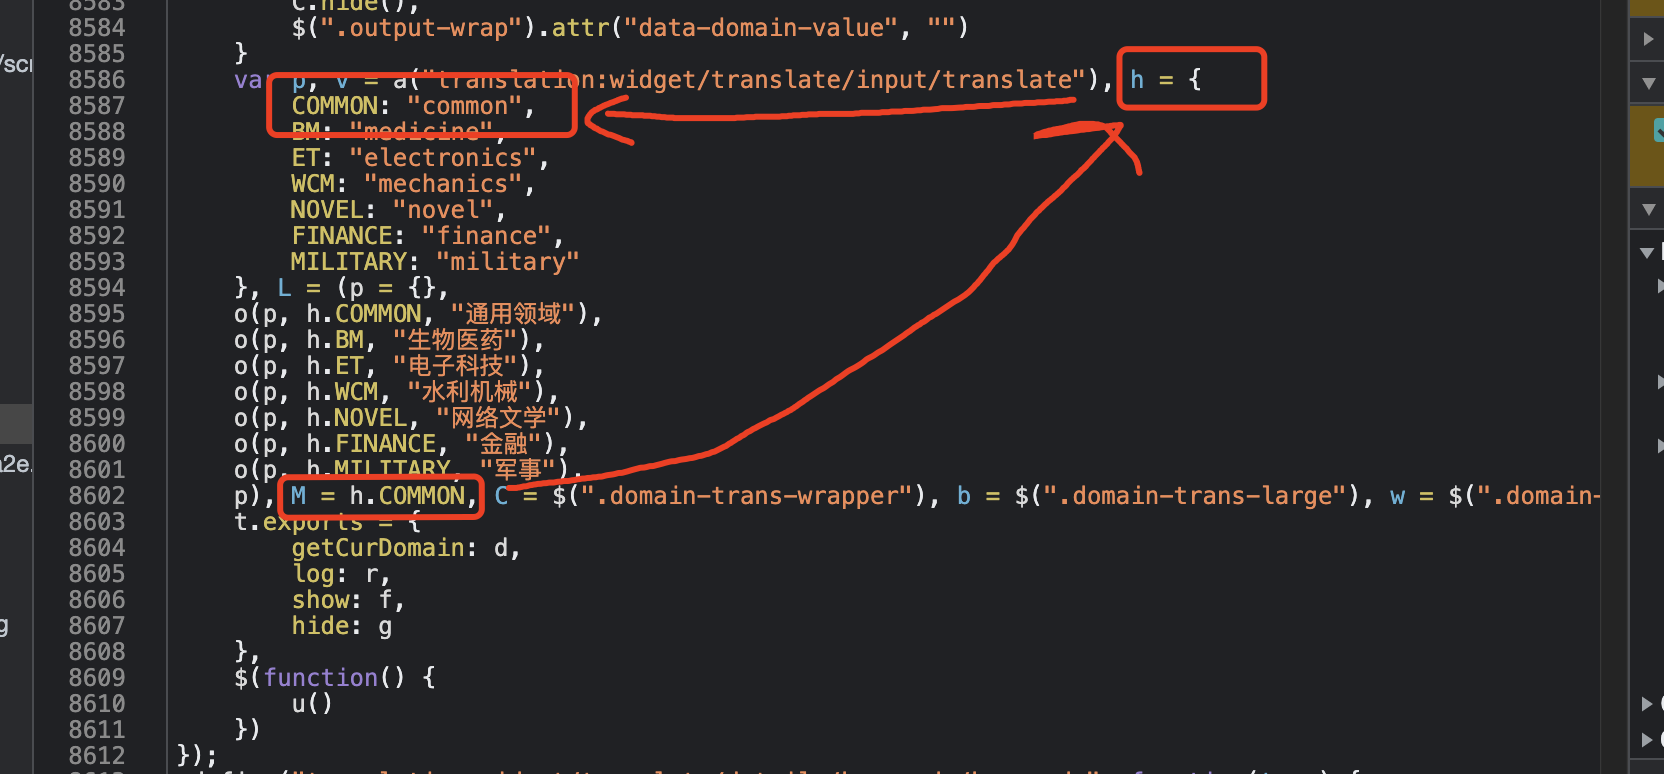 8583 C.hide(),
8584 $(".output-wrap").attr("data-domain-value", "")
8585 }
/scr
8586 var p, v = a("translation:widget/translate/input/translate"), h = {
8587 COMMON: "common",
8588 BM: "medicine",
8589 ET: "electronics",
8590 WCM: "mechanics",
8591 NOVEL: "novel",
8592 FINANCE: "finance",
8593 MILITARY: "military"
8594 }, L = (p = {},
8595 o(p, h.COMMON, "通用领域"),
8596 o(p, h.BM, "生物医药"),
8597 o(p, h.ET, "电子科技"),
8598 o(p, h.WCM, "水利机械"),
8599 o(p, h.NOVEL, "网络文学"),
8600 o(p, h.FINANCE, "金融"),
a2e.
8601 o(p, h.MILITARY, "军事"),
8602 p), M = h.COMMON, C = $(".domain-trans-wrapper"), b = $(".domain-trans-large"), w = $(".domain-
8603 t.exports = {
8604 getCurDomain: d,
8605 log: r,
8606 show: f,
g
8607 hide: g
8608 },
8609 $(function() {
8610 u()
8611 })
8612 });